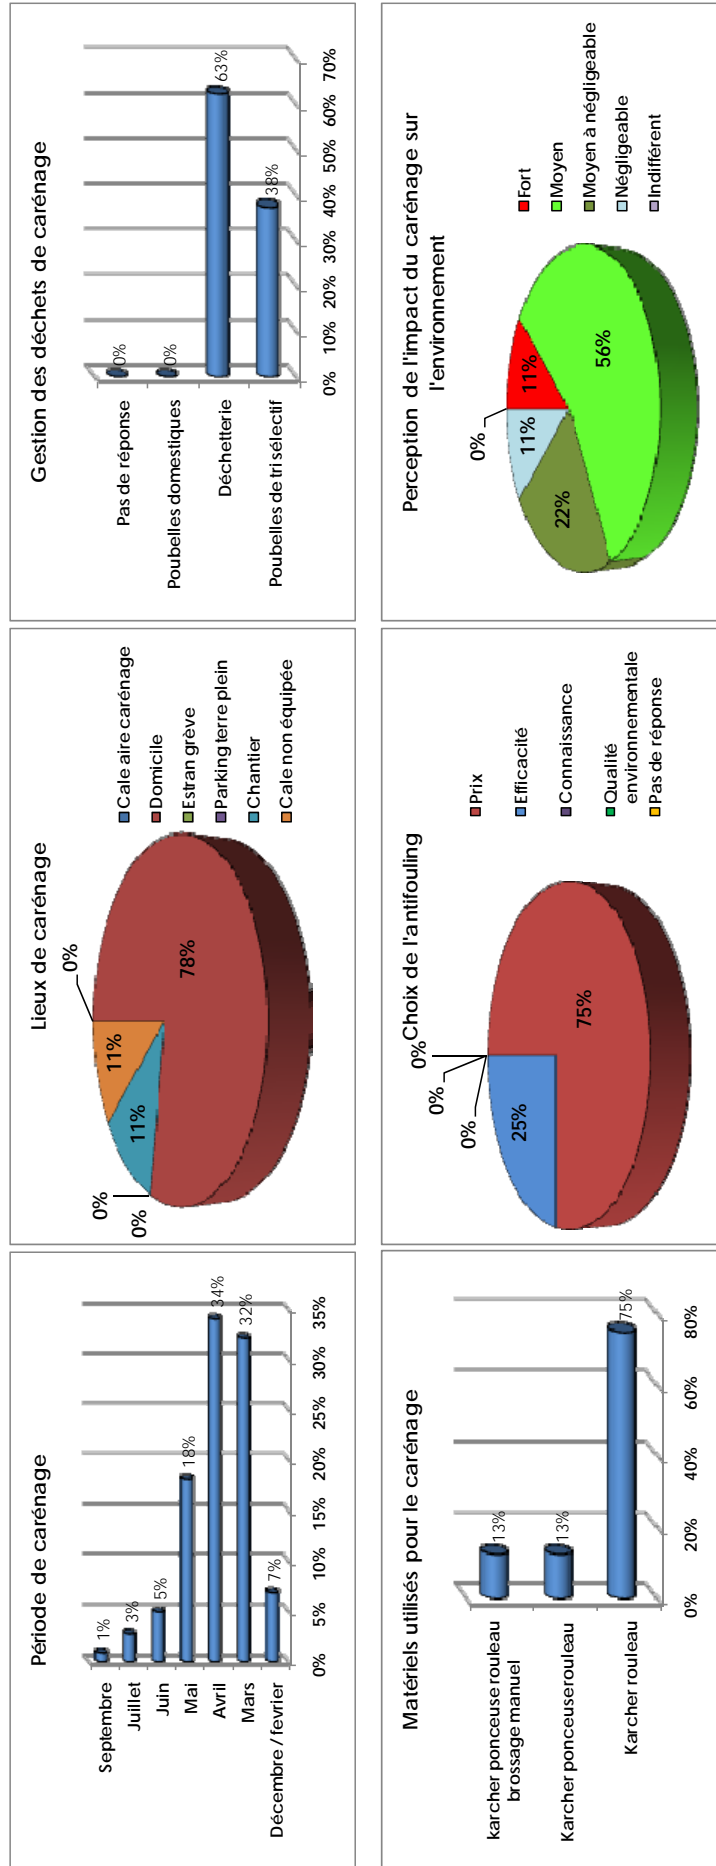 Période de carénage
Septembre
Juillet
Juin
Mai
Avril
Mars
Décembre / fevrier
1%
3%
5%
18%
34%
32%
7%
0%
5%
10%
15%
20%
25%
30%
35%
Lieux de carénage
0%
11%
11%
0%
0%
78%
Cale aire carénage
Domicile
Estran grève
Parking terre plein
Chantier
Cale non équipée
Gestion des déchets de carénage
Pas de réponse
Poubelles domestiques
Déchetterie
Poubelles de tri sélectif
0%
0%
63%
38%
0%
10%
20%
30%
40%
50%
60%
70%
Matériels utilisés pour le carénage
karcher ponceuse rouleau
brossage manuel
Karcher ponceuse rouleau
Karcher rouleau
13%
13%
75%
0%
20%
40%
60%
80%
Choix de l'antifouling
0%
0%
0%
25%
75%
Prix
Efficacité
Connaissance
Qualité
environnementale
Pas de réponse
Perception de l'impact du carénage sur
l'environnement
0%
11%
11%
22%
56%
Fort
Moyen
Moyen à négligeable
Négligeable
Indifférent